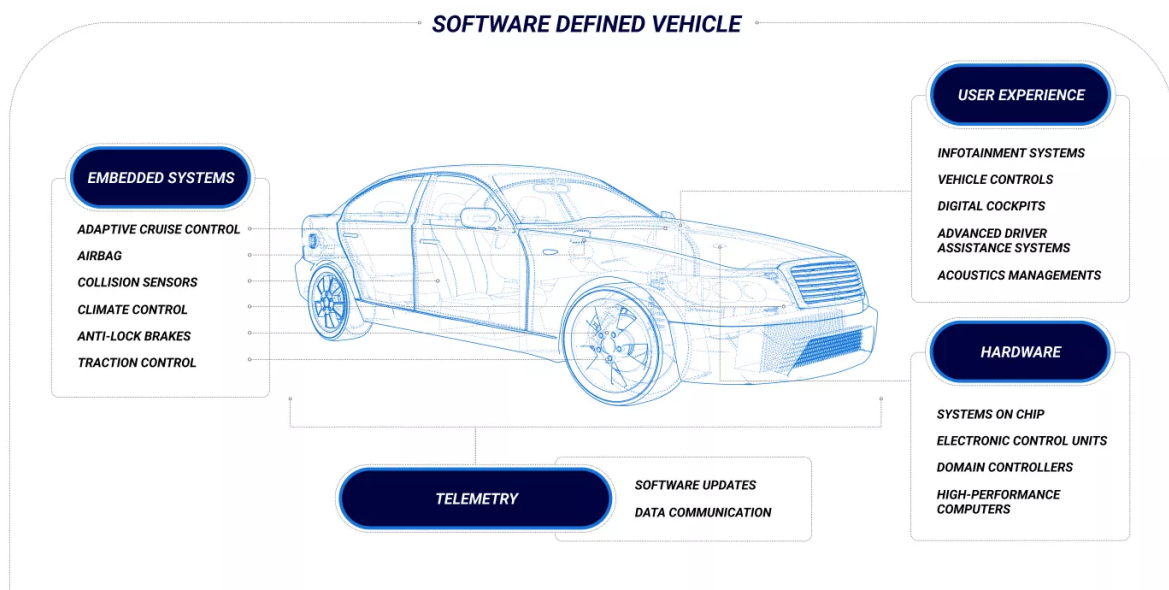 SOFTWARE DEFINED VEHICLE
EMBEDDED SYSTEMS
ADAPTIVE CRUISE CONTROL
AIRBAG
COLLISION SENSORS
CLIMATE CONTROL
ANTI-LOCK BRAKES
TRACTION CONTROL
USER EXPERIENCE
INFOTAINMENT SYSTEMS
VEHICLE CONTROLS
DIGITAL COCKPITS
ADVANCED DRIVER
ASSISTANCE SYSTEMS
ACOUSTICS MANAGEMENTS
HARDWARE
SYSTEMS ON CHIP
ELECTRONIC CONTROL UNITS
DOMAIN CONTROLLERS
HIGH-PERFORMANCE
COMPUTERS
TELEMETRY
SOFTWARE UPDATES
DATA COMMUNICATION